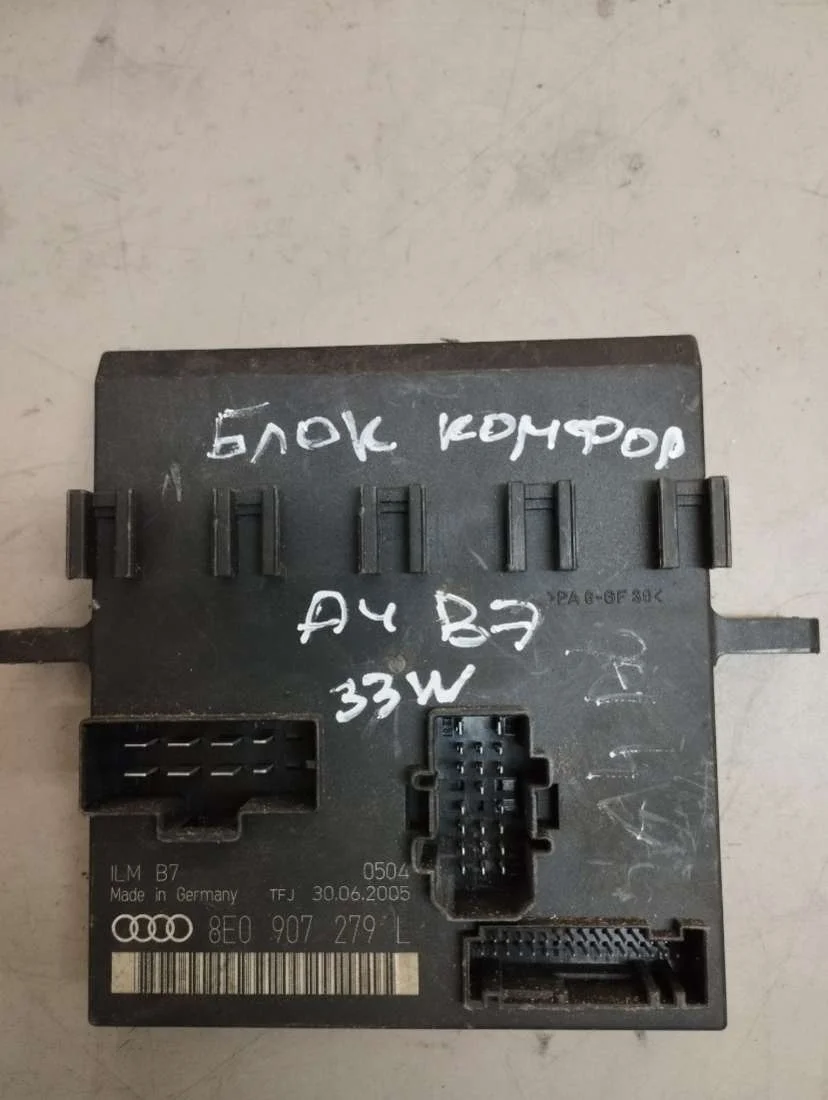 Блок комфор
>PA 6-GF 30<
A4 B7
33W
ILM B7 0504
Made in Germany TFJ 30.06.2005
8E0 907 279 L